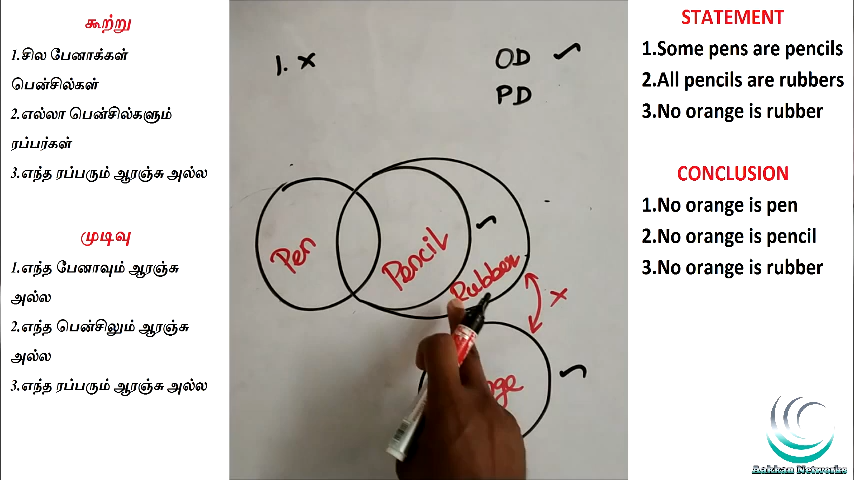 கூற்று
1.சில பேனாக்கள்
பென்சில்கள்
2.எல்லா பென்சில்களும்
ரப்பர்கள்
3.எந்த ரப்பரும் ஆரஞ்சு அல்ல
முடிவு
1.எந்த பேனாவும் ஆரஞ்சு
அல்ல
2.எந்த பென்சிலும் ஆரஞ்சு
அல்ல
3.எந்த ரப்பரும் ஆரஞ்சு அல்ல
1. x
OD
PD
Pen
Pencil
Rubber
x
STATEMENT
1.Some pens are pencils
2.All pencils are rubbers
3.No orange is rubber
CONCLUSION
1.No orange is pen
2.No orange is pencil
3.No orange is rubber
Bakkan Networks